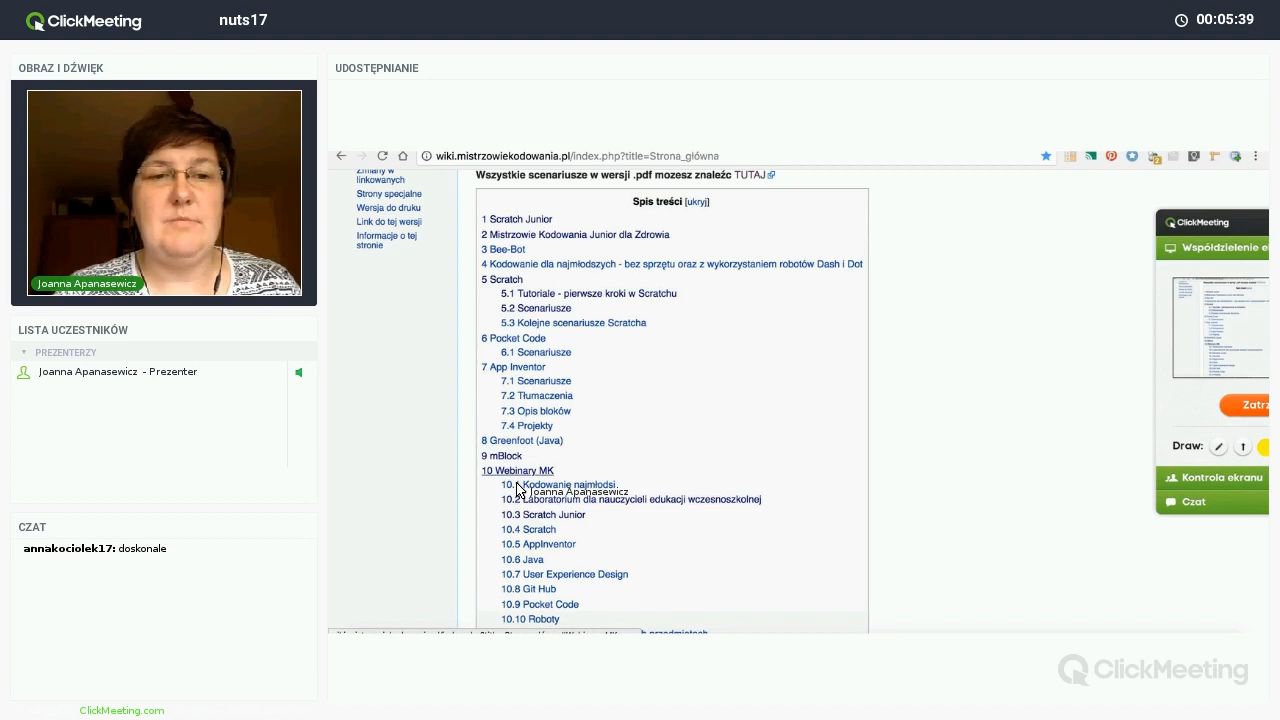 ClickMeeting
nuts17
00:05:39
OBRAZ I DŹWIĘK
Joanna Apanasewicz
LISTA UCZESTNIKÓW
PREZENTERZY
Joanna Apanasewicz - Prezenter
CZAT
annakociolek17: doskonale
ClickMeeting.com
UDOSTĘPNIANIE
wiki.mistrzowiekodowania.pl/index.php?title=Strona_główna
Zmiany w
linkowanych
Strony specjalne
Wersja do druku
Link do tej wersji
Informacje o tej
stronie
Wszystkie scenariusze w wersji .pdf mozesz znaleźc TUTAJ
Spis treści [ukryj]
1 Scratch Junior
2 Mistrzowie Kodowania Junior dla Zdrowia
3 Bee-Bot
4 Kodowanie dla najmłodszych - bez sprzętu oraz z wykorzystaniem robotów Dash i Dot
5 Scratch
5.1 Tutoriale - pierwsze kroki w Scratchu
5.2 Scenariusze
5.3 Kolejne scenariusze Scratcha
6 Pocket Code
6.1 Scenariusze
7 App Inventor
7.1 Scenariusze
7.2 Tłumaczenia
7.3 Opis bloków
7.4 Projekty
8 Greenfoot (Java)
9 mBlock
10 Webinary MK
10.1 Kodowanie najmłodsi
Joanna Apanasewicz
10.2 Laboratorium dla nauczycieli edukacji wczesnoszkolnej
10.3 Scratch Junior
10.4 Scratch
10.5 AppInventor
10.6 Java
10.7 User Experience Design
10.8 Git Hub
10.9 Pocket Code
10.10 Roboty
ClickMeeting
Współdzielenie ek
Zatrz
Draw:
Kontrola ekranu
Czat
ClickMeeting